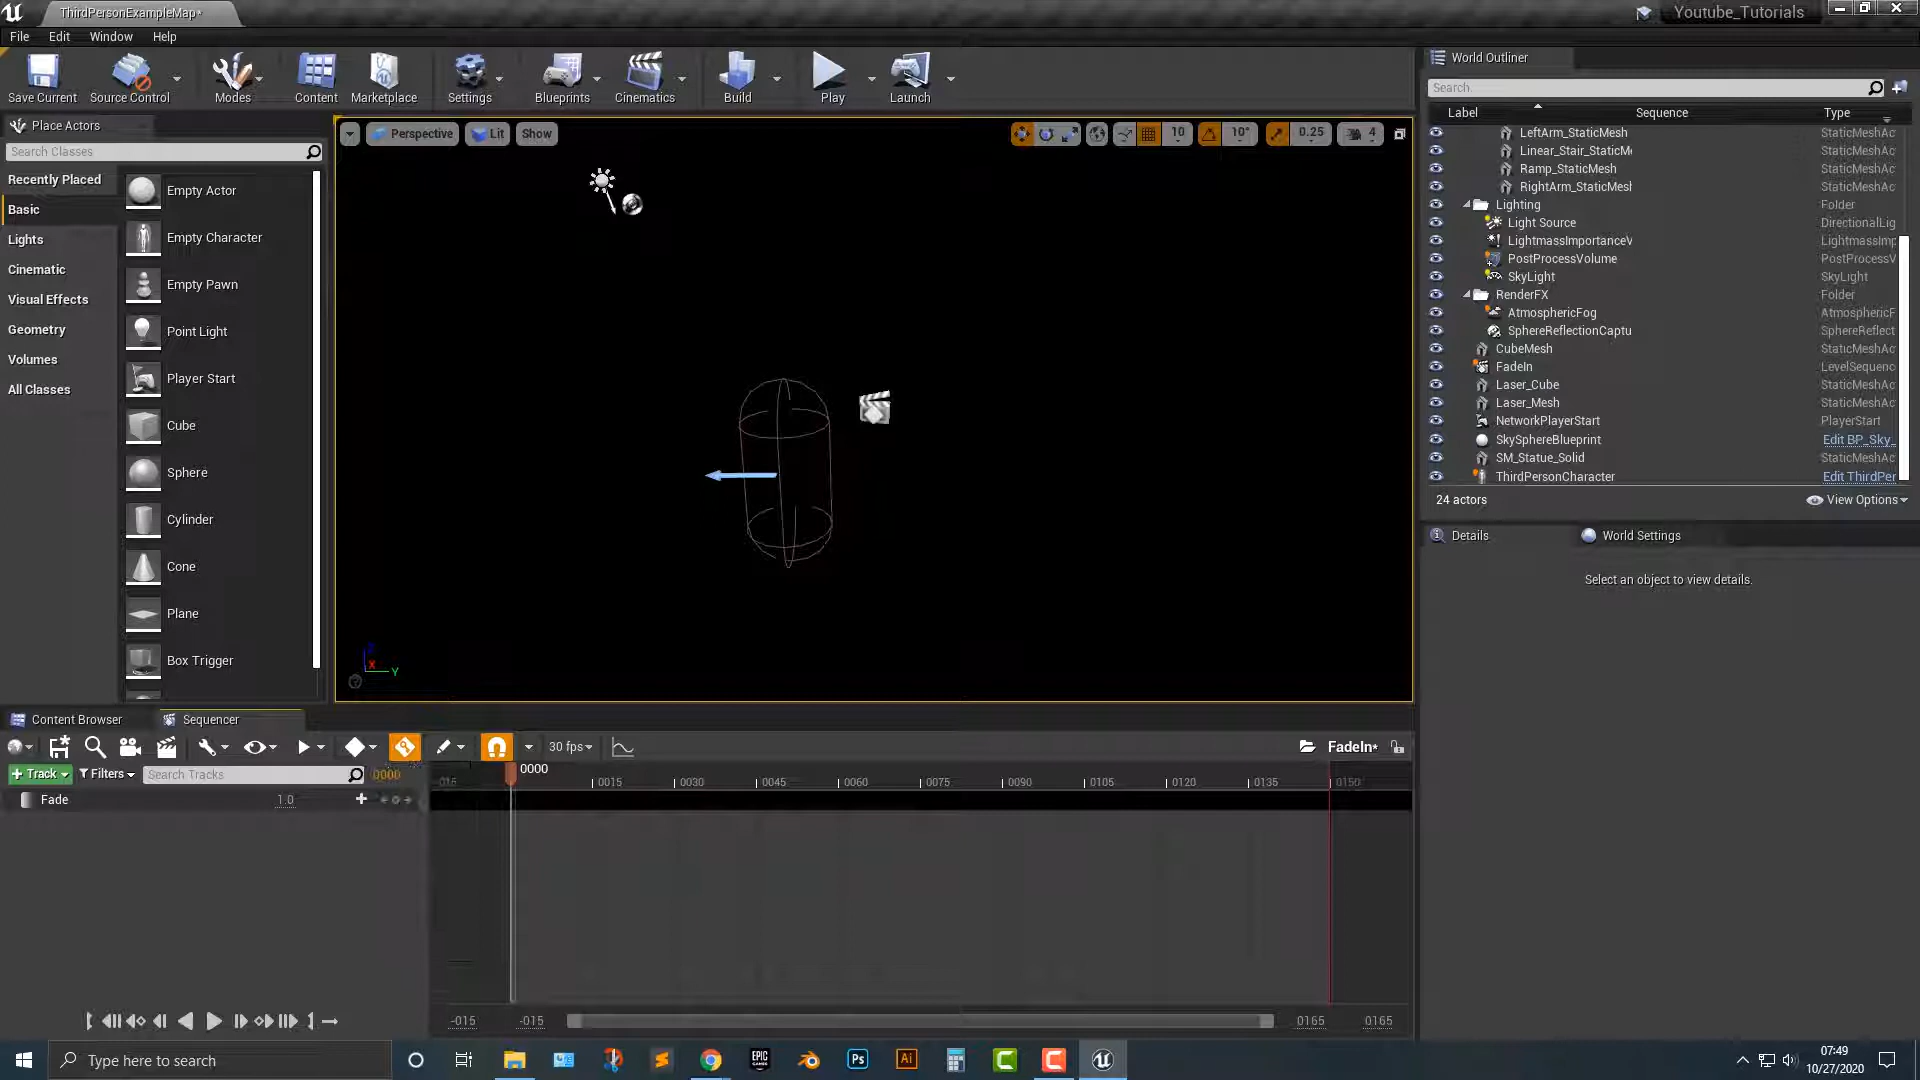 ThirdPersonExampleMap*
Youtube_Tutorials
File Edit Window Help
Save Current
Source Control
Modes
Content
Marketplace
Settings
Blueprints
Cinematics
Build
Play
Launch
Place Actors
Search Classes
Recently Placed
Basic
Lights
Cinematic
Visual Effects
Geometry
Volumes
All Classes
Empty Actor
Empty Character
Empty Pawn
Point Light
Player Start
Cube
Sphere
Cylinder
Cone
Plane
Box Trigger
Perspective Lit Show
10 10° 0.25 4
X Y
World Outliner
Search.
Label Sequence Type
LeftArm_StaticMesh StaticMeshAc
Linear_Stair_StaticM StaticMeshAc
Ramp_StaticMesh StaticMeshAc
RightArm_StaticMesh StaticMeshAc
Lighting Folder
Light Source DirectionalLig
LightmassImportanceV LightmassImp
PostProcessVolume PostProcessV
SkyLight SkyLight
RenderFX Folder
AtmosphericFog AtmosphericF
SphereReflectionCaptu SphereReflect
CubeMesh StaticMeshAc
FadeIn LevelSequenc
Laser_Cube StaticMeshAc
Laser_Mesh StaticMeshAc
NetworkPlayerStart PlayerStart
SkySphereBlueprint Edit BP_Sky_
SM_Statue_Solid StaticMeshAc
ThirdPersonCharacter Edit ThirdPer
24 actors View Options
Details World Settings
Select an object to view details.
Content Browser Sequencer
30 fps FadeIn*
+ Track Filters Search Tracks 0000
-015 0000 0015 0030 0045 0060 0075 0090 0105 0120 0135 0150
Fade 1.0
-015 -015 0165 0165
Type here to search
EPIC GAMES
Ps
Ai
07:49
10/27/2020